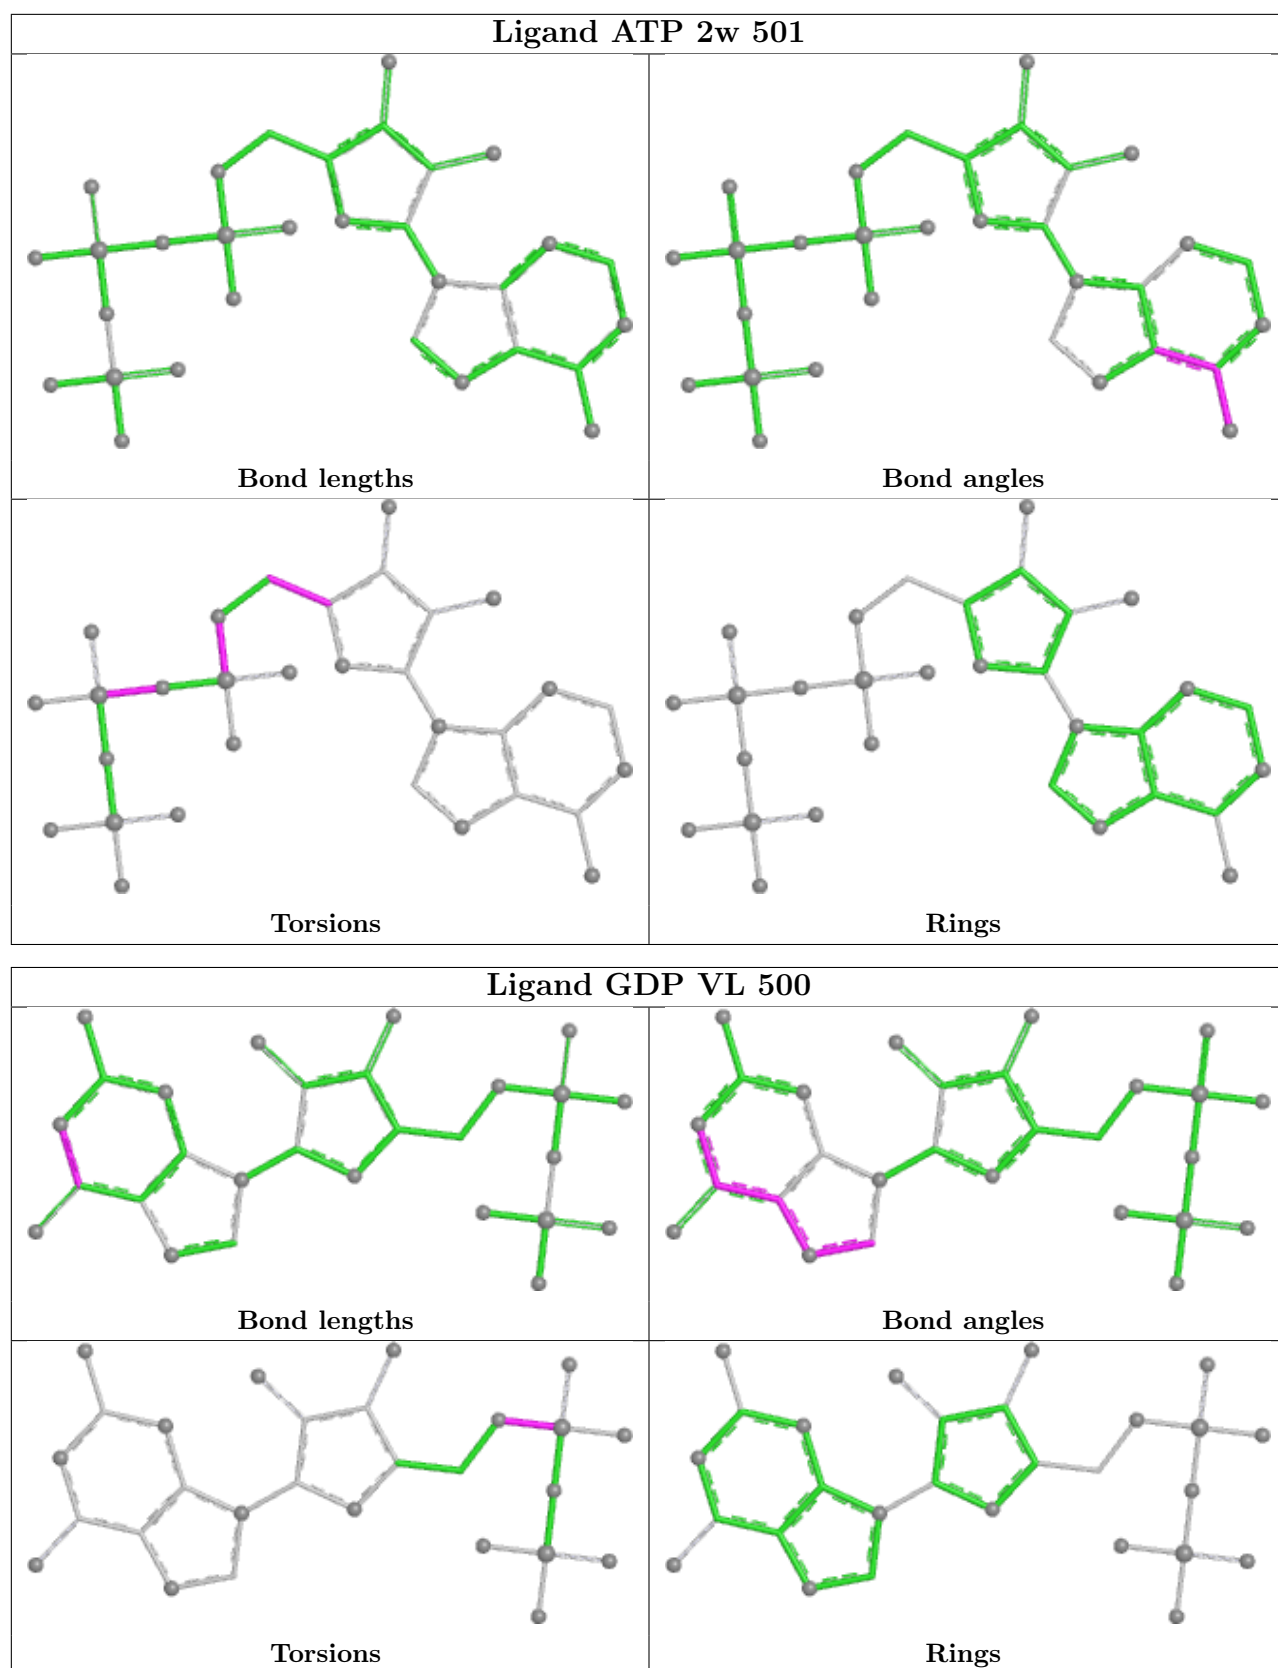 Ligand ATP 2w 501
Bond lengths
Bond angles
Torsions
Rings
Ligand GDP VL 500
Bond lengths
Bond angles
Torsions
Rings